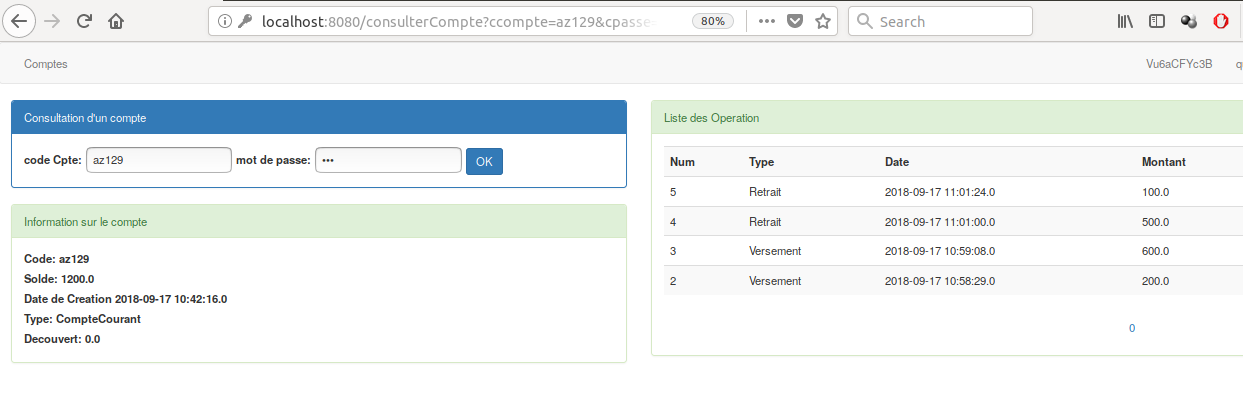 localhost:8080/consulterCompte?ccompte=az129&cpasse=
80%
Search
Comptes
Vu6aCFYc3B
Consultation d'un compte
code Cpte: az129 mot de passe: ••• OK
Information sur le compte
Code: az129
Solde: 1200.0
Date de Creation 2018-09-17 10:42:16.0
Type: CompteCourant
Decouvert: 0.0
Liste des Operation
Num Type Date Montant
5 Retrait 2018-09-17 11:01:24.0 100.0
4 Retrait 2018-09-17 11:01:00.0 500.0
3 Versement 2018-09-17 10:59:08.0 600.0
2 Versement 2018-09-17 10:58:29.0 200.0
0